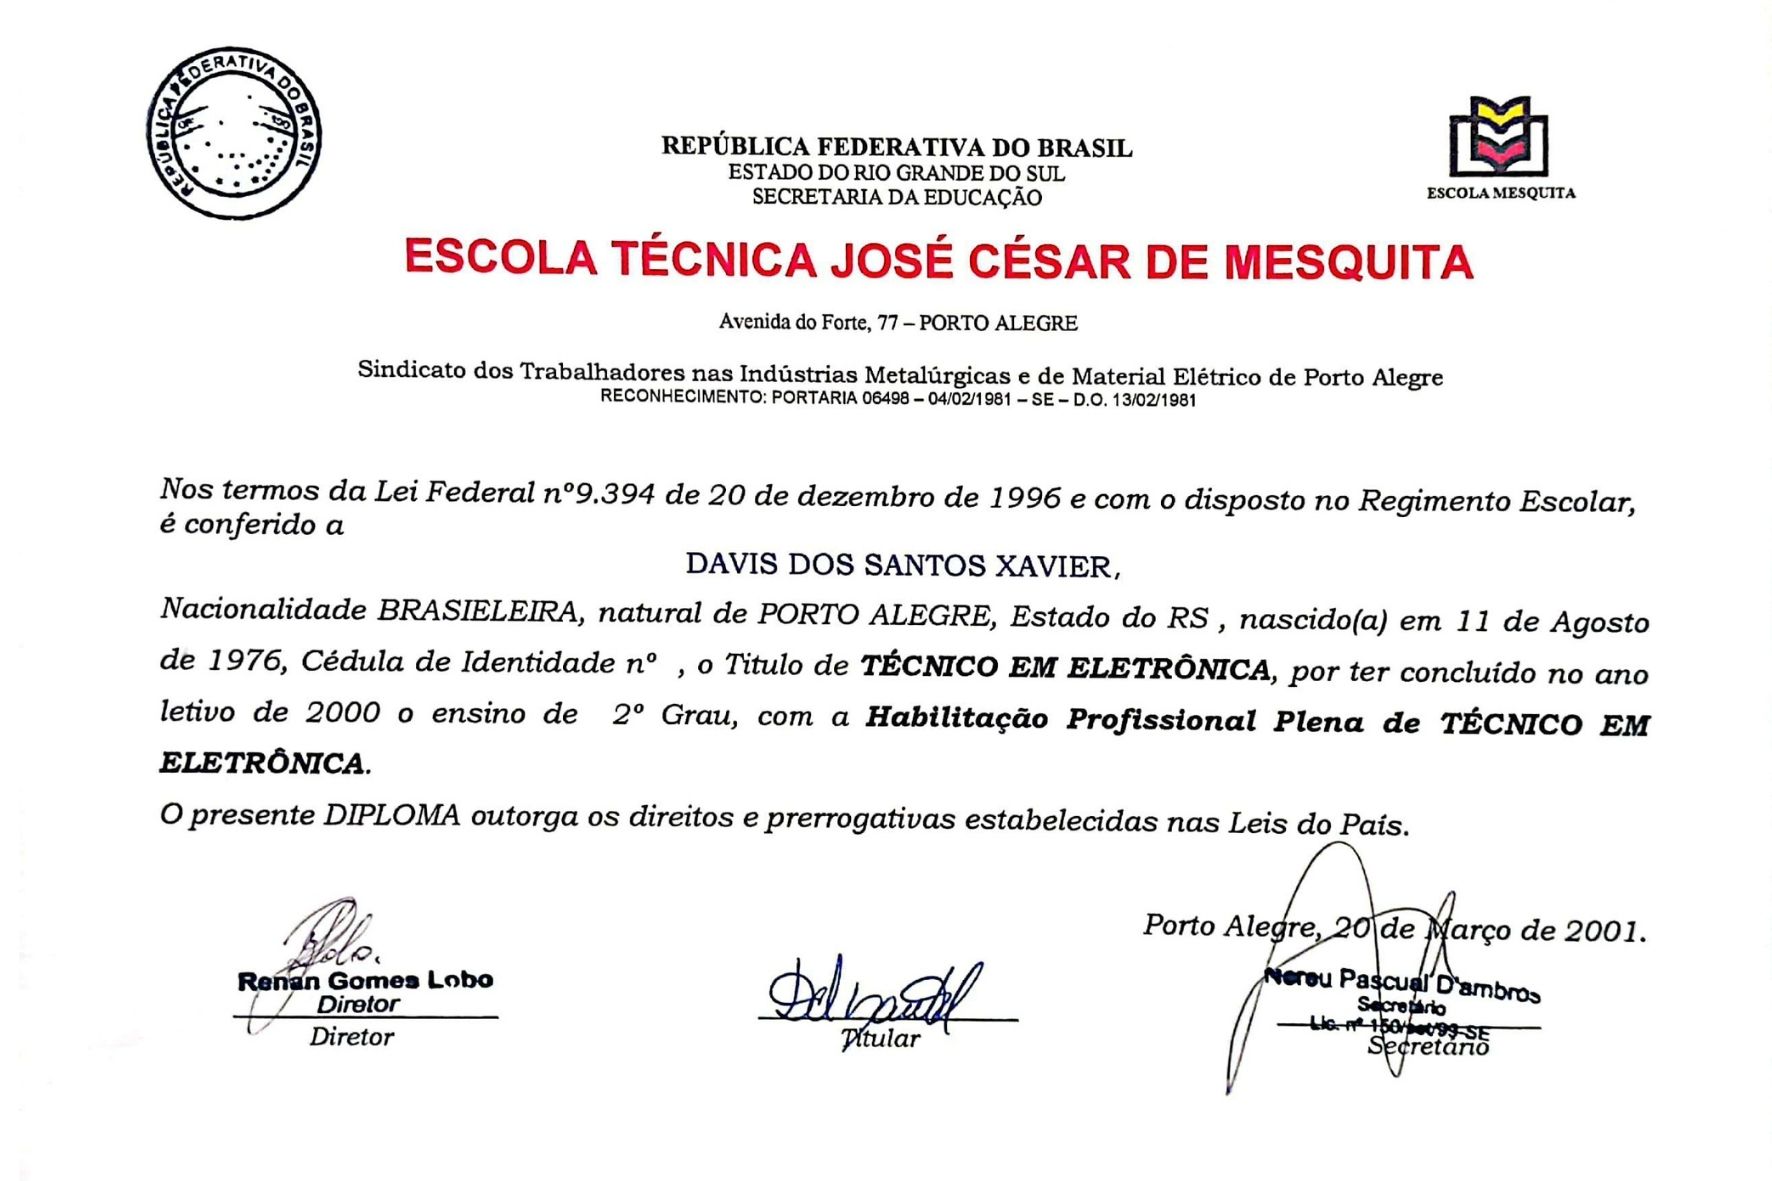 REPÚBLICA FEDERATIVA DO BRASIL
ESCOLA MESQUITA
REPÚBLICA FEDERATIVA DO BRASIL
ESTADO DO RIO GRANDE DO SUL
SECRETARIA DA EDUCAÇÃO
ESCOLA TÉCNICA JOSÉ CÉSAR DE MESQUITA
Avenida do Forte, 77 – PORTO ALEGRE
Sindicato dos Trabalhadores nas Indústrias Metalúrgicas e de Material Elétrico de Porto Alegre
RECONHECIMENTO: PORTARIA 06498 – 04/02/1981 – SE – D.O. 13/02/1981
Nos termos da Lei Federal nº9.394 de 20 de dezembro de 1996 e com o disposto no Regimento Escolar,
é conferido a
DAVIS DOS SANTOS XAVIER,
Nacionalidade BRASIELEIRA, natural de PORTO ALEGRE, Estado do RS , nascido(a) em 11 de Agosto
de 1976, Cédula de Identidade nº , o Titulo de TÉCNICO EM ELETRÔNICA, por ter concluído no ano
letivo de 2000 o ensino de 2º Grau, com a Habilitação Profissional Plena de TÉCNICO EM
ELETRÔNICA.
O presente DIPLOMA outorga os direitos e prerrogativas estabelecidas nas Leis do País.
Porto Alegre, 20 de Março de 2001.
Renan Gomes Lobo
Diretor
Diretor
Titular
Nereu Pascual D'ambros
Secretário
Lic. nº 150/ /93-SE
Secretário